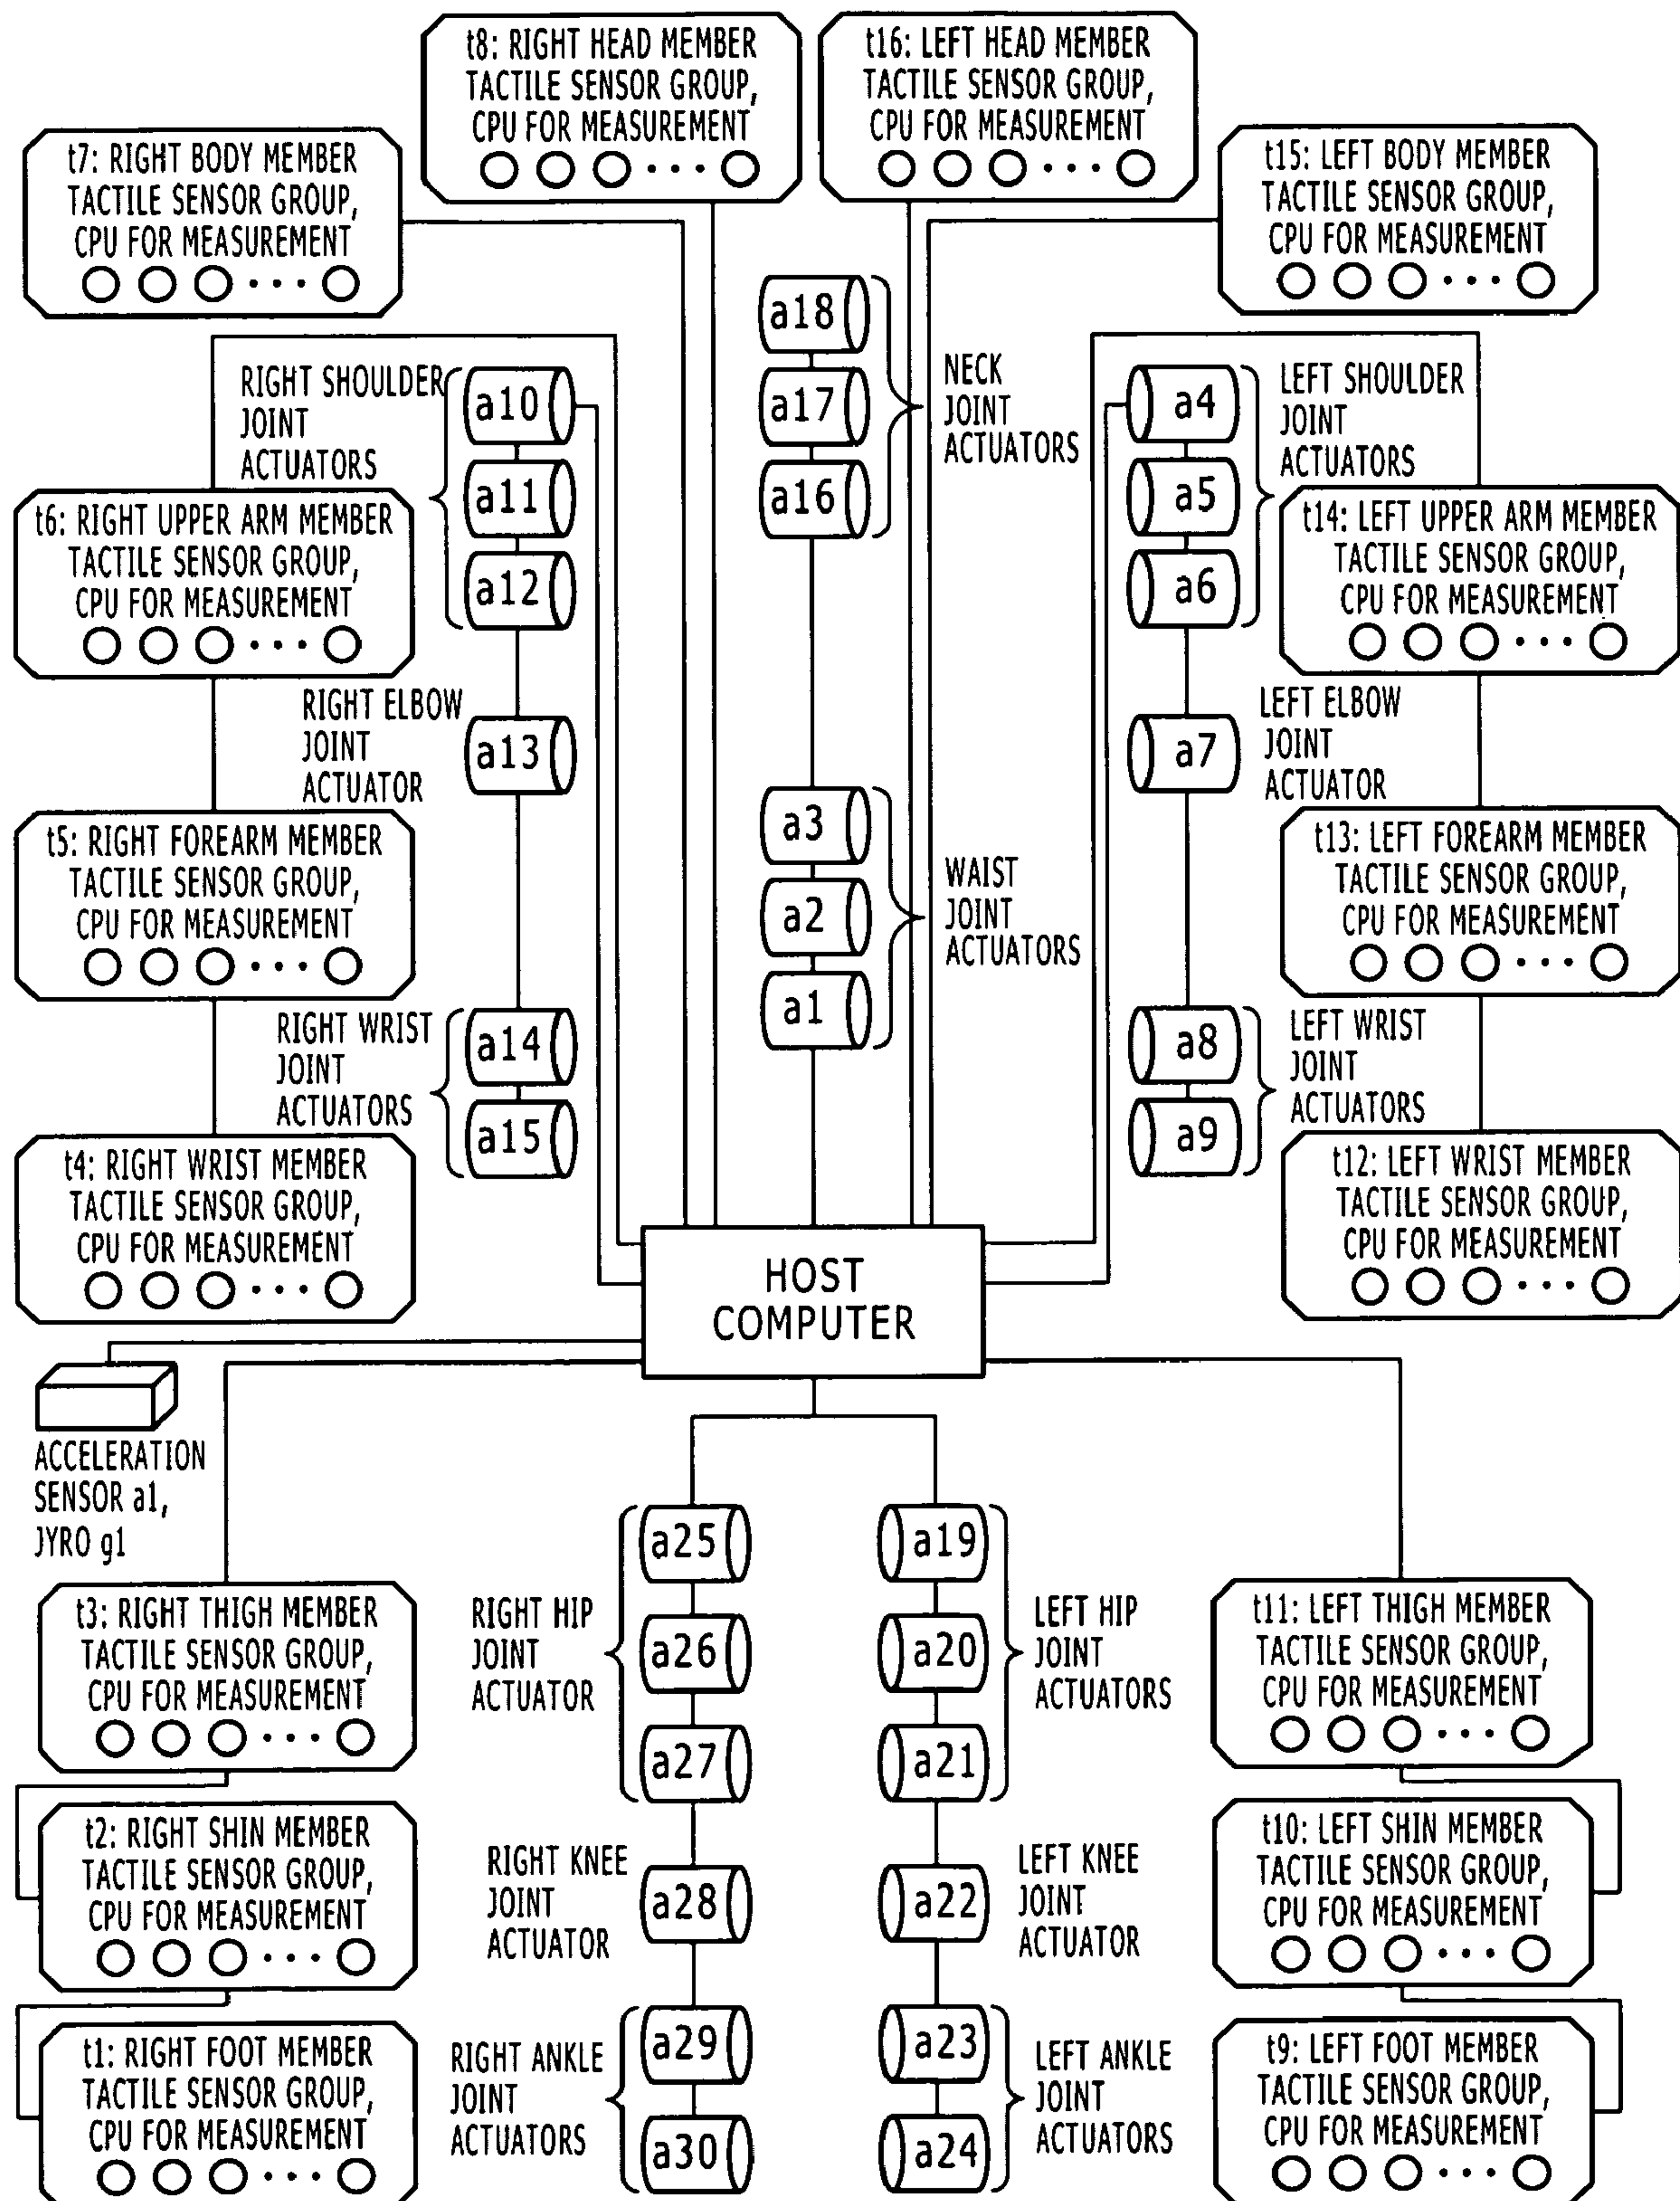 t8: RIGHT HEAD MEMBER
TACTILE SENSOR GROUP,
CPU FOR MEASUREMENT
t16: LEFT HEAD MEMBER
TACTILE SENSOR GROUP,
CPU FOR MEASUREMENT
t7: RIGHT BODY MEMBER
TACTILE SENSOR GROUP,
CPU FOR MEASUREMENT
t15: LEFT BODY MEMBER
TACTILE SENSOR GROUP,
CPU FOR MEASUREMENT
RIGHT SHOULDER
JOINT
ACTUATORS
a10
a11
a12
a18
a17
a16
NECK
JOINT
ACTUATORS
a4
a5
a6
LEFT SHOULDER
JOINT
ACTUATORS
t6: RIGHT UPPER ARM MEMBER
TACTILE SENSOR GROUP,
CPU FOR MEASUREMENT
t14: LEFT UPPER ARM MEMBER
TACTILE SENSOR GROUP,
CPU FOR MEASUREMENT
RIGHT ELBOW
JOINT
ACTUATOR
a13
a7
LEFT ELBOW
JOINT
ACTUATOR
t5: RIGHT FOREARM MEMBER
TACTILE SENSOR GROUP,
CPU FOR MEASUREMENT
a3
a2
a1
WAIST
JOINT
ACTUATORS
t13: LEFT FOREARM MEMBER
TACTILE SENSOR GROUP,
CPU FOR MEASUREMENT
RIGHT WRIST
JOINT
ACTUATORS
a14
a15
a8
a9
LEFT WRIST
JOINT
ACTUATORS
t4: RIGHT WRIST MEMBER
TACTILE SENSOR GROUP,
CPU FOR MEASUREMENT
t12: LEFT WRIST MEMBER
TACTILE SENSOR GROUP,
CPU FOR MEASUREMENT
HOST
COMPUTER
ACCELERATION
SENSOR a1,
JYRO g1
t3: RIGHT THIGH MEMBER
TACTILE SENSOR GROUP,
CPU FOR MEASUREMENT
RIGHT HIP
JOINT
ACTUATOR
a25
a26
a27
a19
a20
a21
LEFT HIP
JOINT
ACTUATORS
t11: LEFT THIGH MEMBER
TACTILE SENSOR GROUP,
CPU FOR MEASUREMENT
t2: RIGHT SHIN MEMBER
TACTILE SENSOR GROUP,
CPU FOR MEASUREMENT
RIGHT KNEE
JOINT
ACTUATOR
a28
a22
LEFT KNEE
JOINT
ACTUATOR
t10: LEFT SHIN MEMBER
TACTILE SENSOR GROUP,
CPU FOR MEASUREMENT
t1: RIGHT FOOT MEMBER
TACTILE SENSOR GROUP,
CPU FOR MEASUREMENT
RIGHT ANKLE
JOINT
ACTUATORS
a29
a30
a23
a24
LEFT ANKLE
JOINT
ACTUATORS
t9: LEFT FOOT MEMBER
TACTILE SENSOR GROUP,
CPU FOR MEASUREMENT